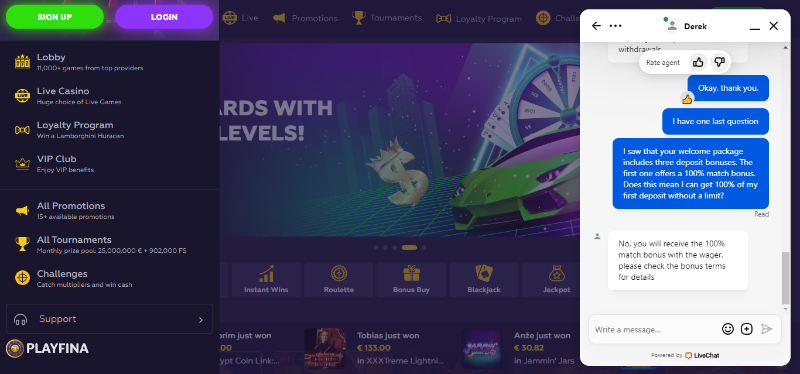 SIGN UP
LOGIN
Lobby
11,000+ games from top providers
Live Casino
Huge choice of Live Games
Loyalty Program
Win a Lamborghini Huracan
VIP Club
Enjoy VIP benefits
All Promotions
15+ available promotions
All Tournaments
Monthly prize pool: 25,000,000 € + 902,000 FS
Challenges
Catch multipliers and win cash
Support
PLAYFINA
LIVE
Live
Promotions
Tournaments
Loyalty Program
Challe
ARDS WITH
LEVELS!
Instant Wins
Roulette
Bonus Buy
Blackjack
Jackpot
orim just won
0
ypt Coin Link:...
Tobias just won
€ 133.00
in XXXTreme Lightni...
Anže just won
€ 30.82
in Jammin' Jars
Derek
withdrawals
Rate agent
Okay, thank you.
I have one last question
I saw that your welcome package
includes three deposit bonuses. The
first one offers a 100% match bonus.
Does this mean I can get 100% of my
first deposit without a limit?
Read
No, you will receive the 100%
match bonus with the wager.
please check the bonus terms
for details
Write a message...
Powered by LiveChat